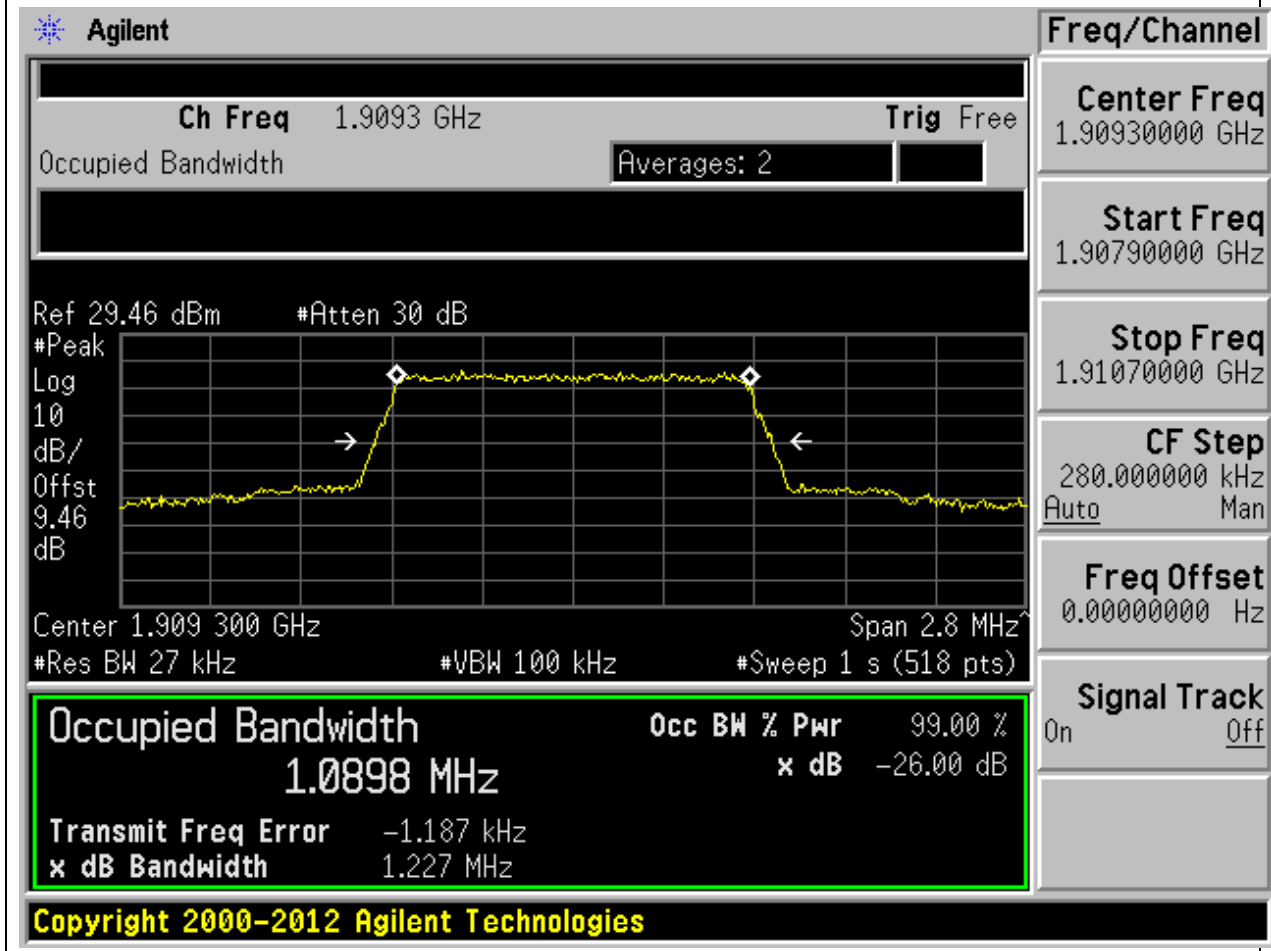 Agilent
Freq/Channel
Ch Freq 1.9093 GHz Trig Free
Occupied Bandwidth Averages: 2
Center Freq
1.90930000 GHz
Start Freq
1.90790000 GHz
Stop Freq
1.91070000 GHz
CF Step
280.000000 kHz
Auto Man
Freq Offset
0.00000000 Hz
Signal Track
On Off
Ref 29.46 dBm #Atten 30 dB
#Peak
Log
10
dB/
Offst
9.46
dB
Center 1.909 300 GHz Span 2.8 MHz^
#Res BW 27 kHz #VBW 100 kHz #Sweep 1 s (518 pts)
Occupied Bandwidth
1.0898 MHz
Occ BW % Pwr 99.00 %
x dB -26.00 dB
Transmit Freq Error -1.187 kHz
x dB Bandwidth 1.227 MHz
Copyright 2000-2012 Agilent Technologies